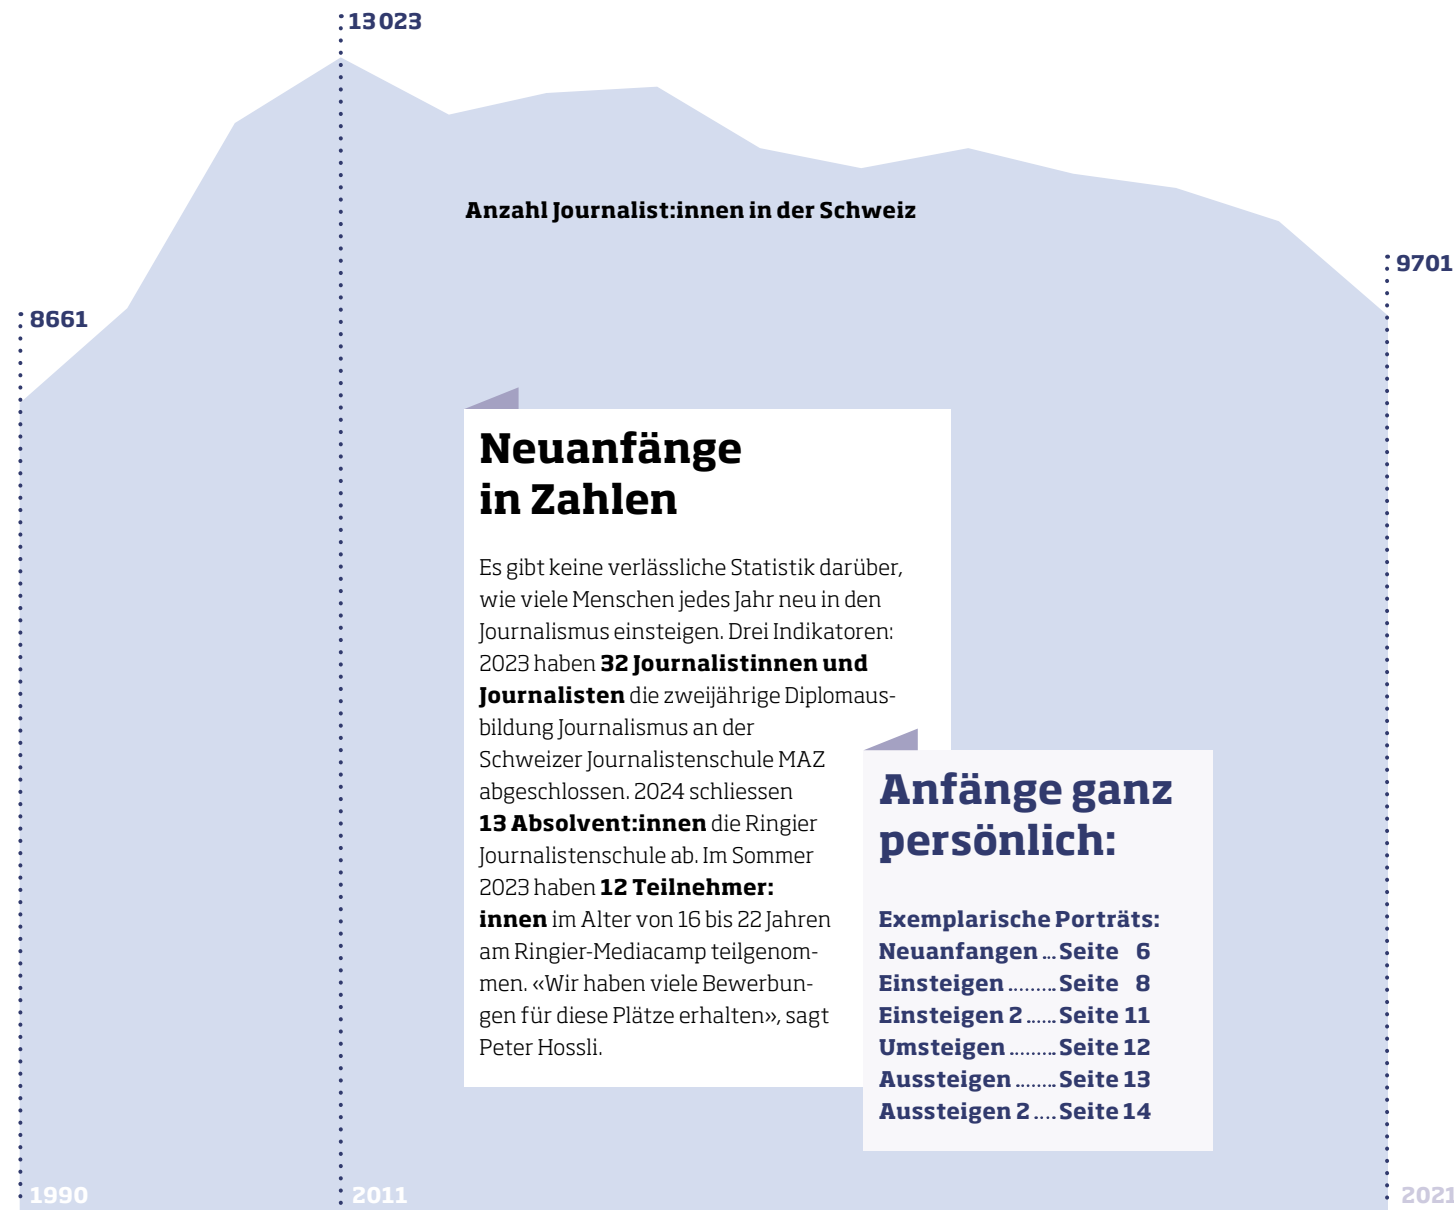 13 023
Anzahl Journalist:innen in der Schweiz
9701
8661
Neuanfänge
in Zahlen
Es gibt keine verlässliche Statistik darüber,
wie viele Menschen jedes Jahr neu in den
Journalismus einsteigen. Drei Indikatoren:
2023 haben 32 Journalistinnen und
Journalisten die zweijährige Diplomaus-
bildung Journalismus an der
Schweizer Journalistenschule MAZ
abgeschlossen. 2024 schliessen
13 Absolvent:innen die Ringier
Journalistenschule ab. Im Sommer
2023 haben 12 Teilnehmer:
innen im Alter von 16 bis 22 Jahren
am Ringier-Mediacamp teilgenom-
men. «Wir haben viele Bewerbun-
gen für diese Plätze erhalten», sagt
Peter Hossli.
Anfänge ganz
persönlich:
Exemplarische Porträts:
Neuanfangen ... Seite 6
Einsteigen ......... Seite 8
Einsteigen 2 ...... Seite 11
Umsteigen ......... Seite 12
Aussteigen ........ Seite 13
Aussteigen 2 .... Seite 14
1990
2011
2021